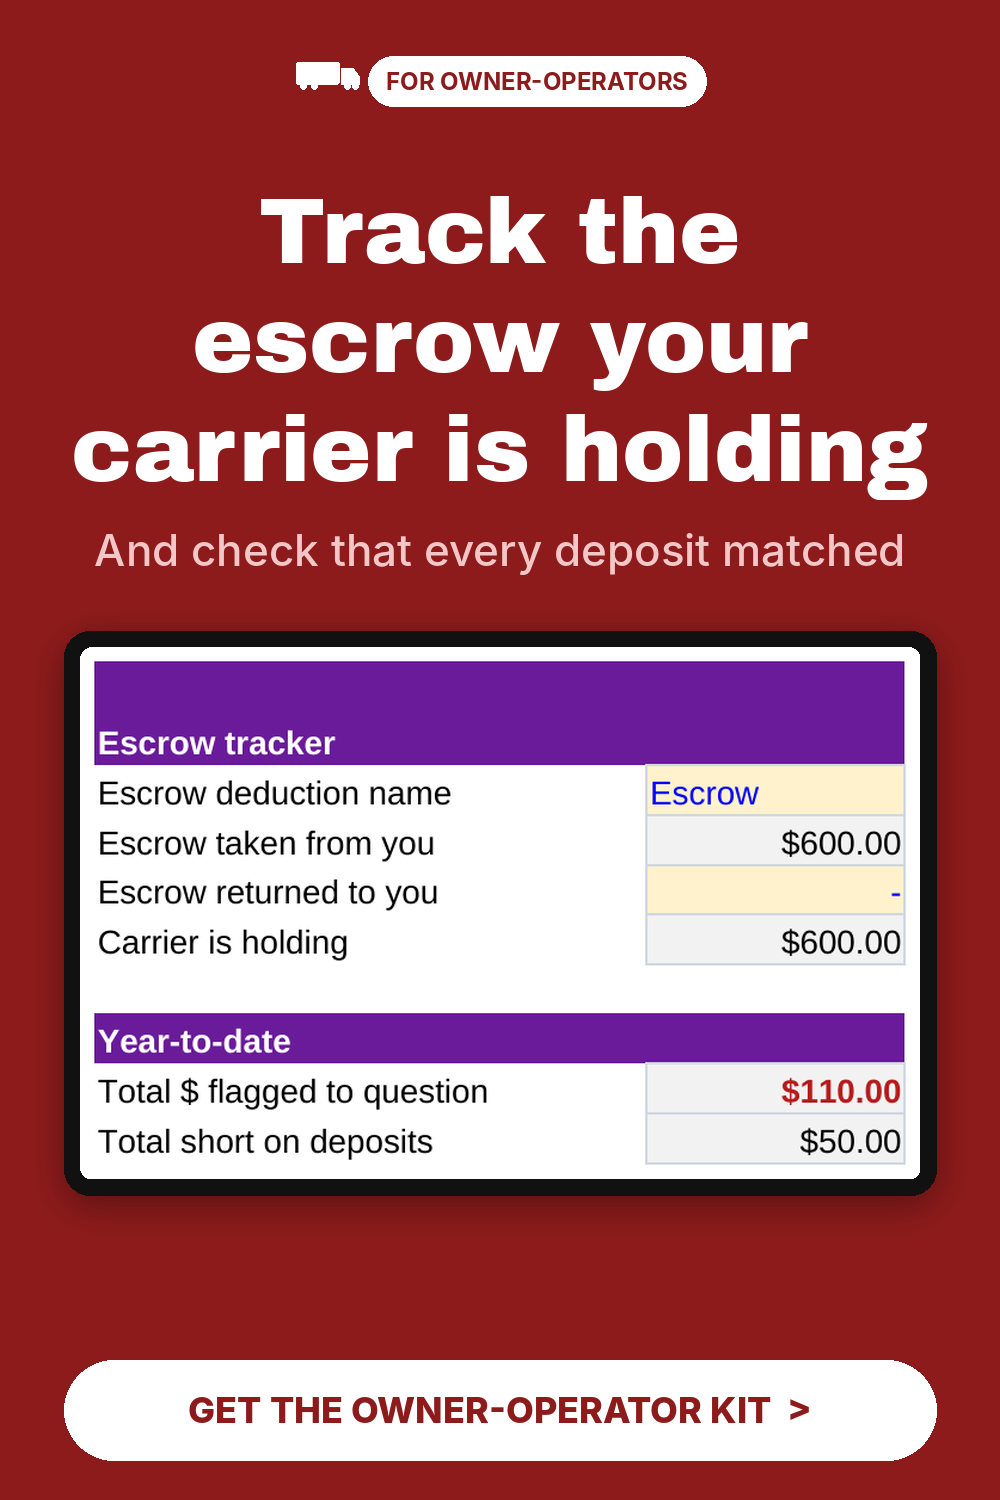 FOR OWNER-OPERATORS
Track the
escrow your
carrier is holding
And check that every deposit matched
Escrow tracker
Escrow deduction name Escrow
Escrow taken from you $600.00
Escrow returned to you -
Carrier is holding $600.00
Year-to-date
Total $ flagged to question $110.00
Total short on deposits $50.00
GET THE OWNER-OPERATOR KIT >